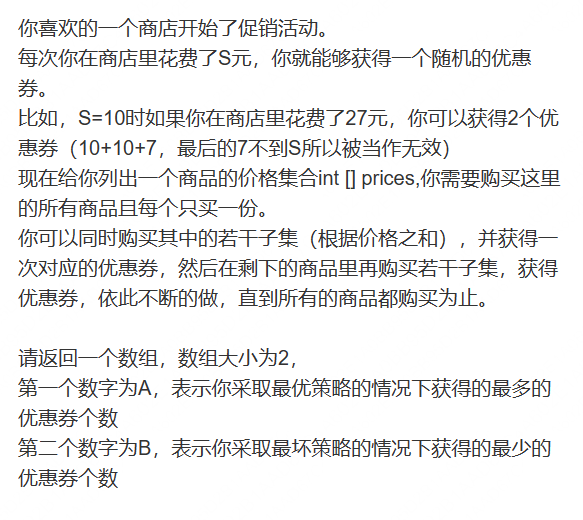 你喜欢的一个商店开始了促销活动。
每次你在商店里花费了S元，你就能够获得一个随机的优惠
券。
比如，S=10时如果你在商店里花费了27元，你可以获得2个优
惠券（10+10+7，最后的7不到S所以被当作无效）
现在给你列出一个商品的价格集合int [] prices,你需要购买这里
的所有商品且每个只买一份。
你可以同时购买其中的若干子集（根据价格之和），并获得一
次对应的优惠券，然后在剩下的商品里再购买若干子集，获得
优惠券，依此不断的做，直到所有的商品都购买为止。
请返回一个数组，数组大小为2，
第一个数字为A，表示你采取最优策略的情况下获得的最多的
优惠券个数
第二个数字为B，表示你采取最坏策略的情况下获得的最少的
优惠券个数